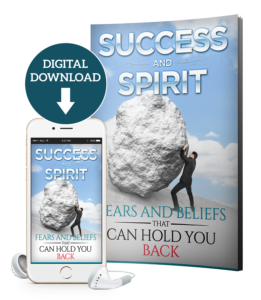 DIGITAL
DOWNLOAD
SUCCESS
AND
SPIRIT
FEARS AND BELIEFS
THAT
CAN HOLD YOU
BACK
SUCCESS
AND
SPIRIT
FEARS AND BELIEFS
THAT
CAN HOLD YOU
BACK